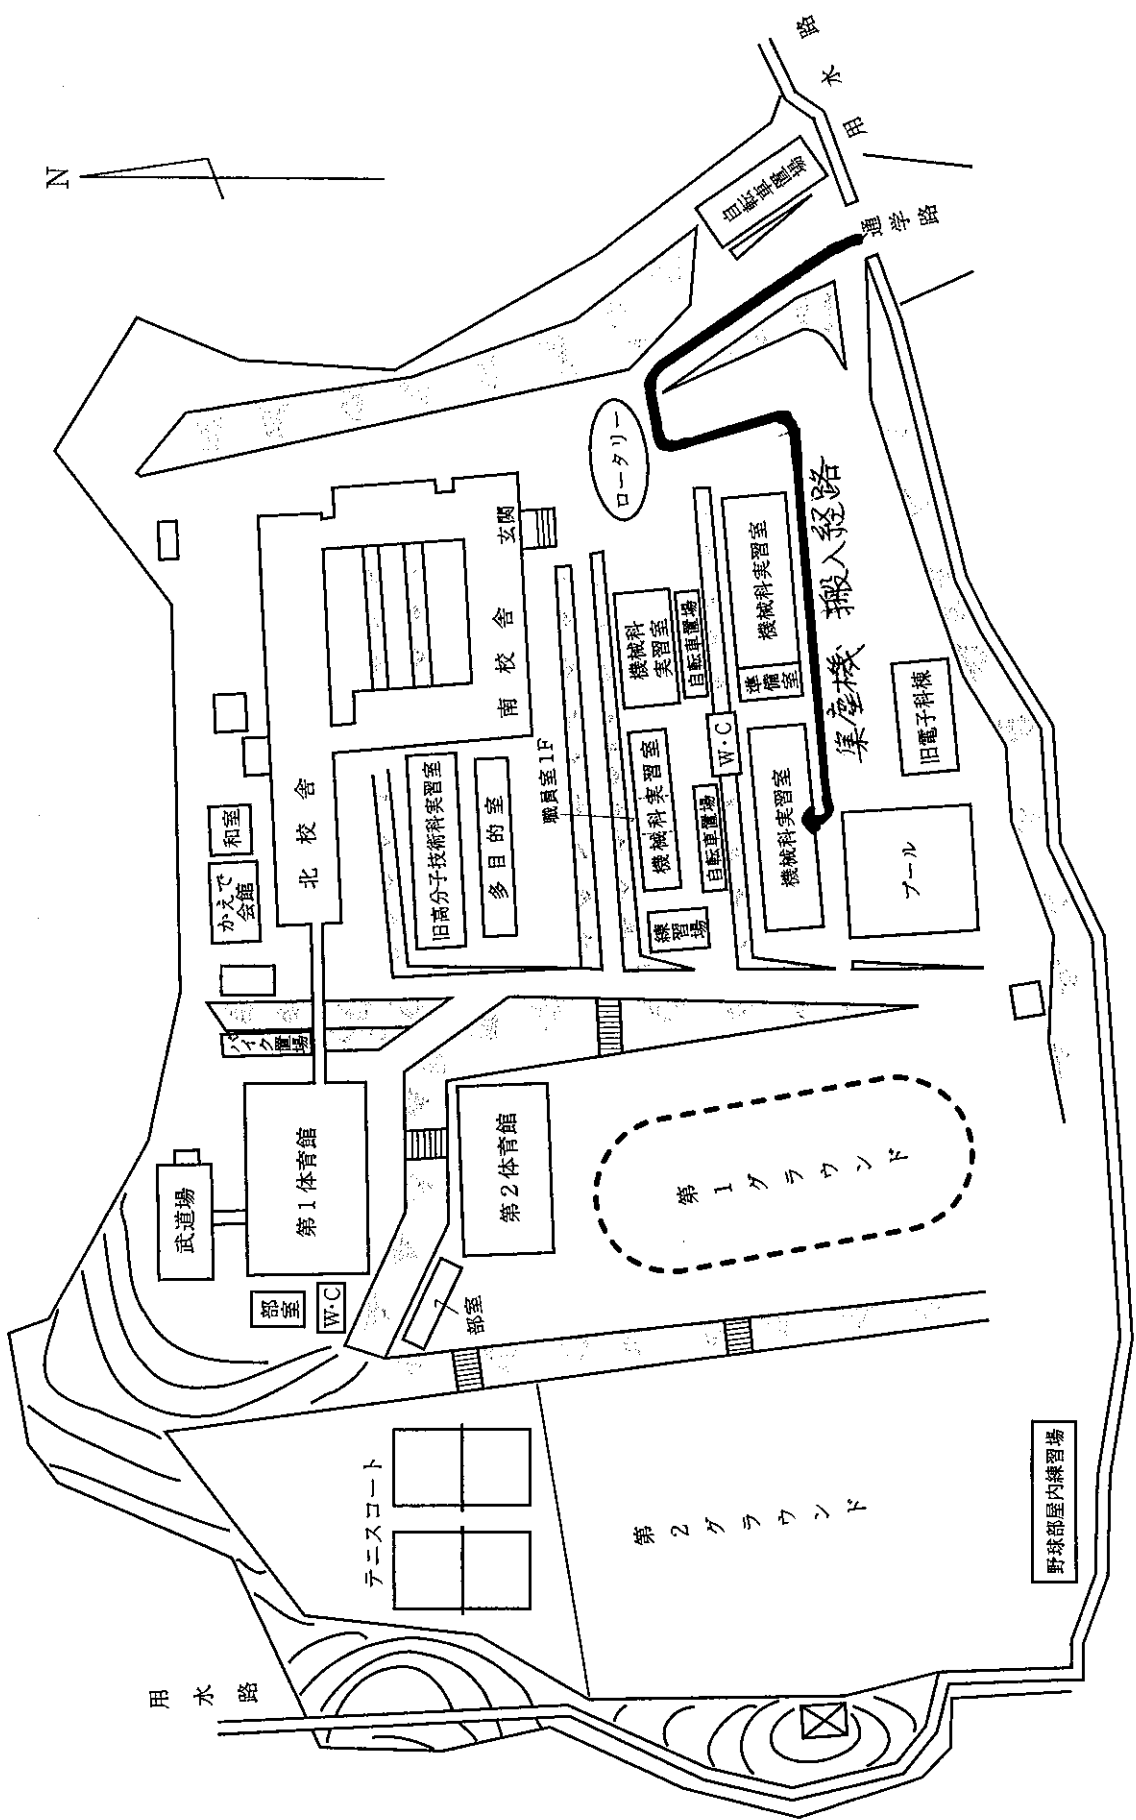 N
用水路
自転車置場
通学路
ロータリー
玄関
南校舎
北校舎
和室
かえで会館
旧高分子技術科実習室
多目的室
職員室1F
機械科
実習室
自転車置場
機械科実習室
自転車置場
練習場
W・C
機械科実習室
準備室
機械科実習室
集塵機 搬入経路
旧電子科棟
プール
バイク置場
武道場
第1体育館
部室
W・C
第2体育館
部室
第1グラウンド
テニスコート
第2グラウンド
野球部屋内練習場
用水路